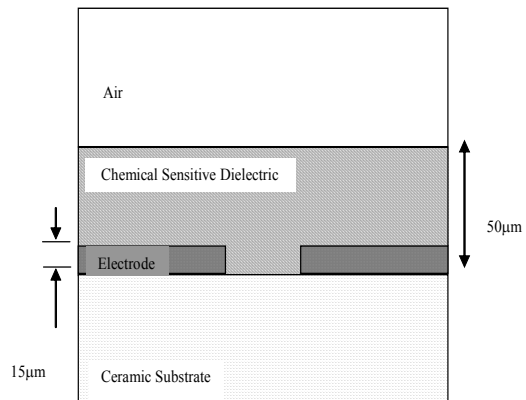 Air
Chemical Sensitive Dielectric
50μm
Electrode
15μm
Ceramic Substrate